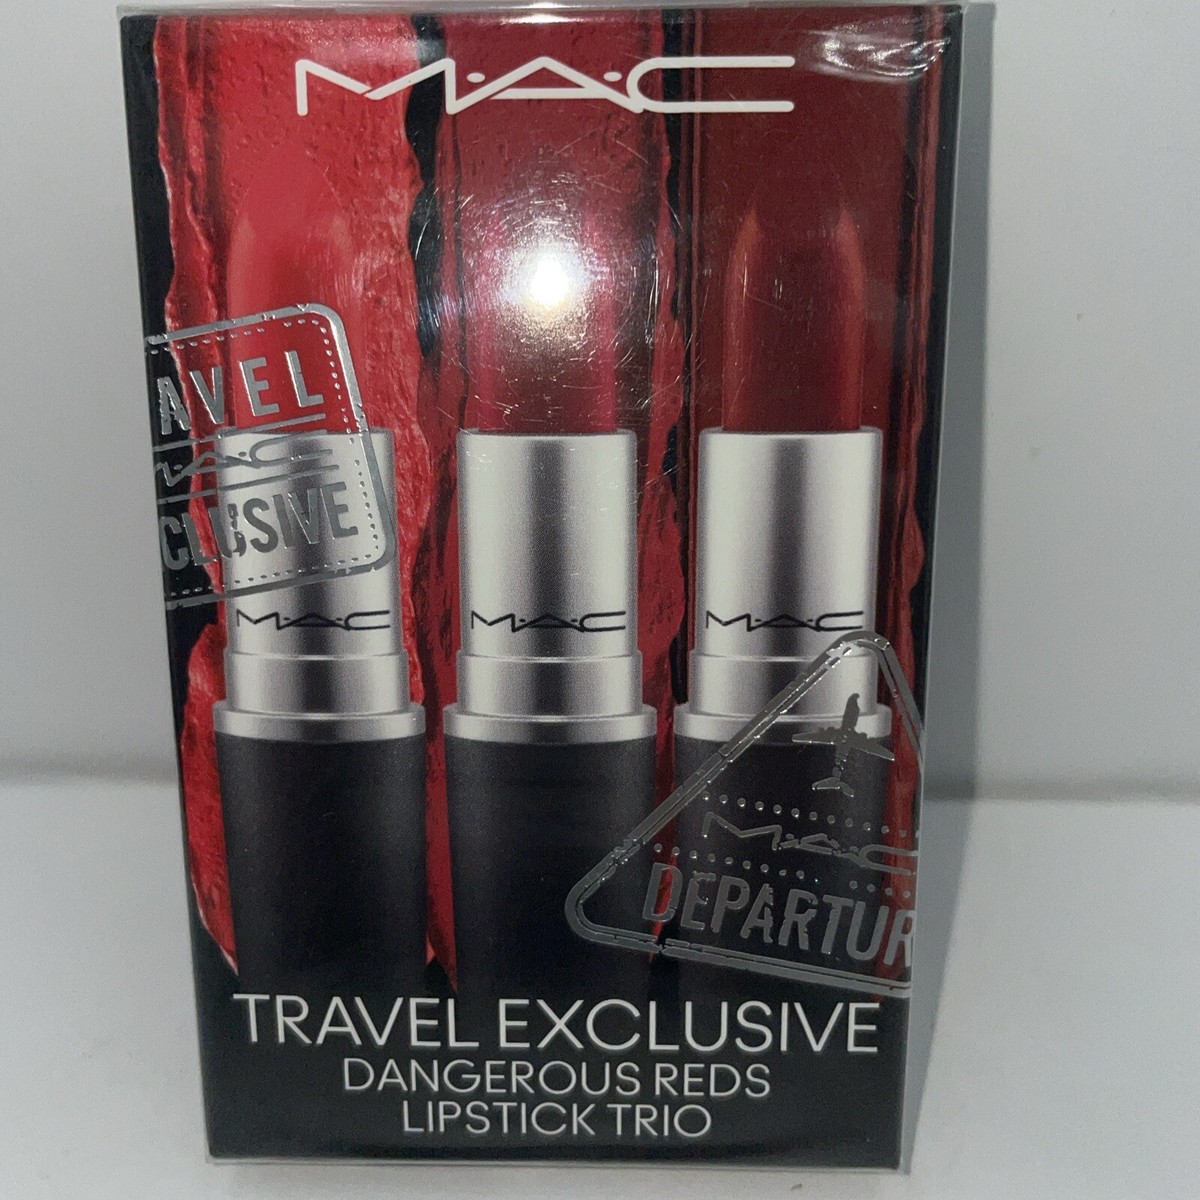 M·A·C
AVEL
M·A·C
CLUSIVE
M·A·C
M·A·C
M·A·C
M·A·C
DEPARTUR
TRAVEL EXCLUSIVE
DANGEROUS REDS
LIPSTICK TRIO